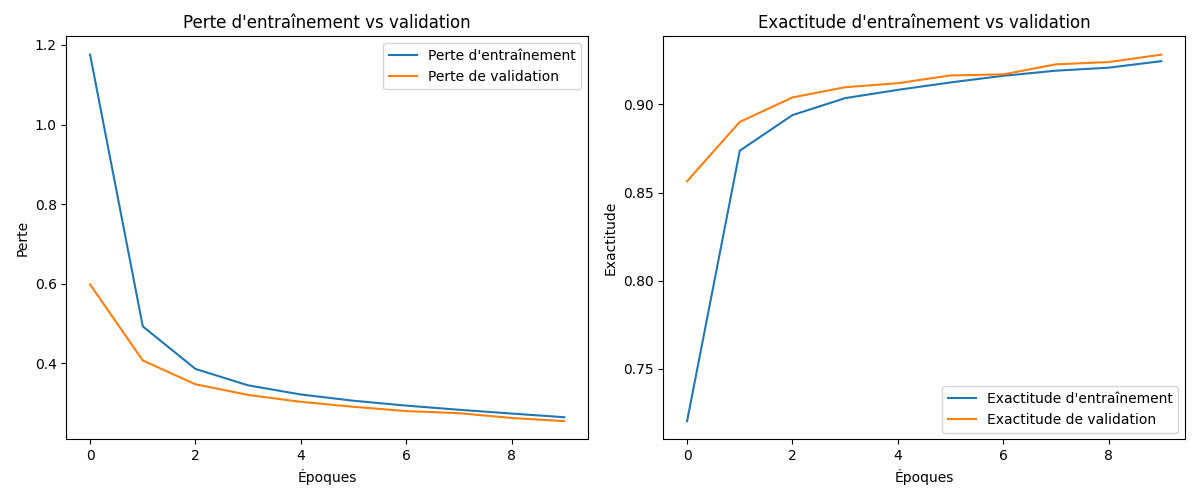 Perte d'entraînement vs validation
1.2
1.0
0.8
0.6
0.4
Perte
0 2 4 6 8
Époques
Perte d'entraînement
Perte de validation
Exactitude d'entraînement vs validation
0.90
0.85
0.80
0.75
Exactitude
0 2 4 6 8
Époques
Exactitude d'entraînement
Exactitude de validation